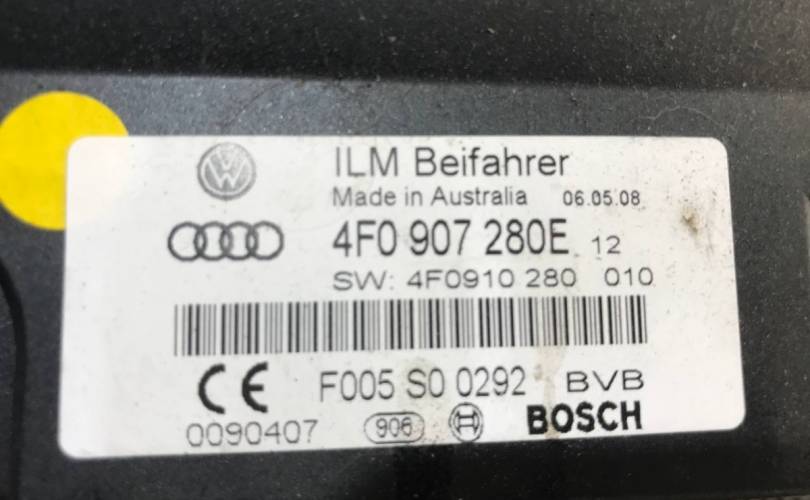 ILM Beifahrer
Made in Australia 06.05.08
4F0 907 280E 12
SW: 4F0910 280 010
CE F005 S0 0292 BVB
0090407 906 BOSCH